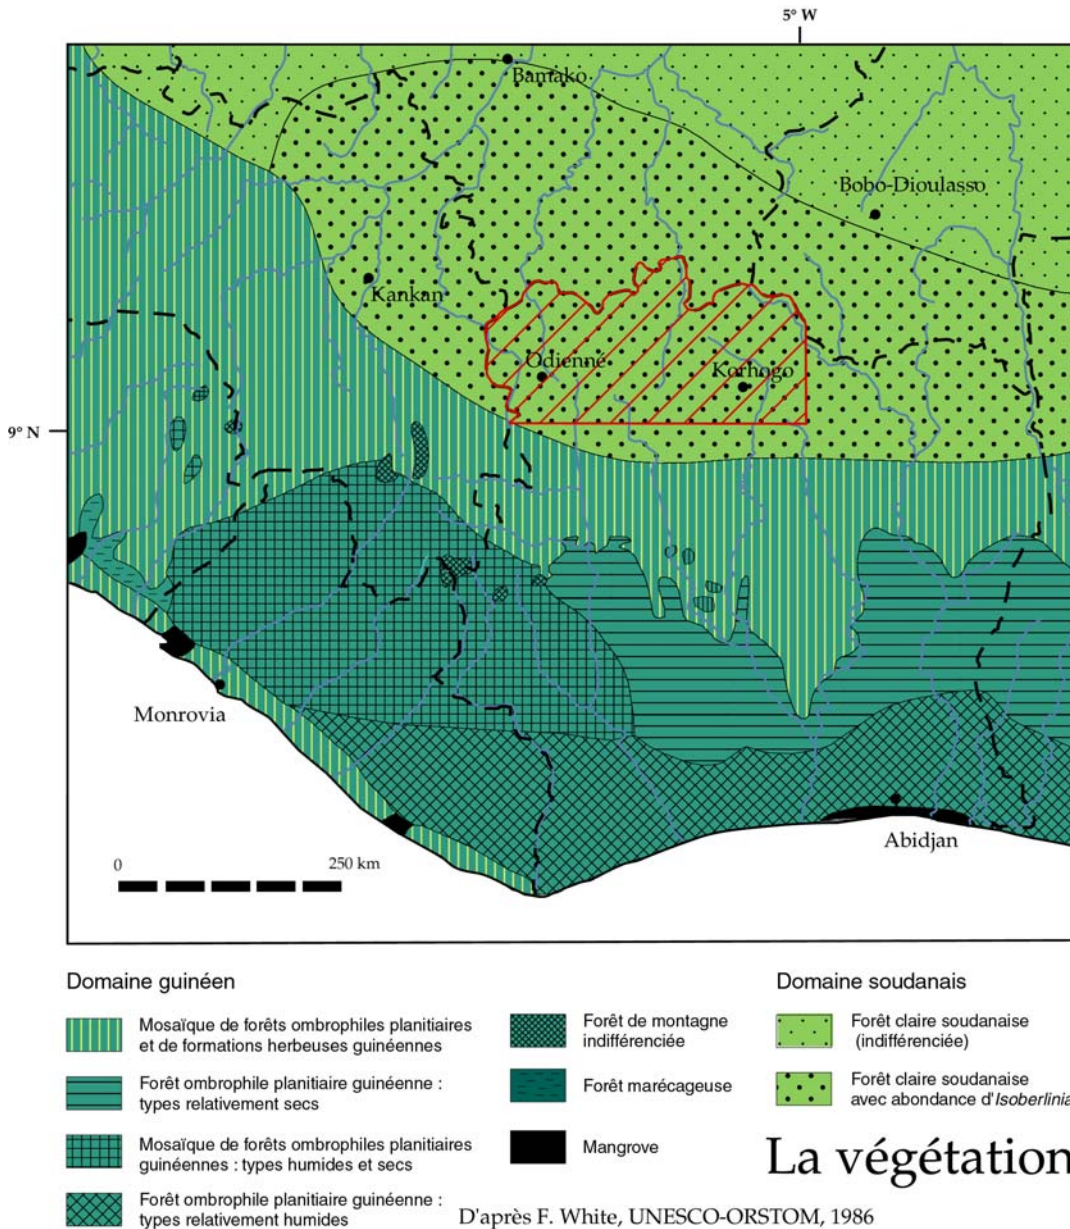 5° W
Bamako
Bobo-Dioulasso
Kankan
Odienné
Korhogo
9° N
Monrovia
Abidjan
0 250 km
Domaine guinéen
Mosaïque de forêts ombrophiles planitiaires
et de formations herbeuses guinéennes
Forêt ombrophile planitiaire guinéenne :
types relativement secs
Mosaïque de forêts ombrophiles planitiaires
guinéennes : types humides et secs
Forêt ombrophile planitiaire guinéenne :
types relativement humides
Forêt de montagne
indifférenciée
Forêt marécageuse
Mangrove
Domaine soudanais
Forêt claire soudanaise
(indifférenciée)
Forêt claire soudanaise
avec abondance d'Isoberlinia
La végétation
D'après F. White, UNESCO-ORSTOM, 1986